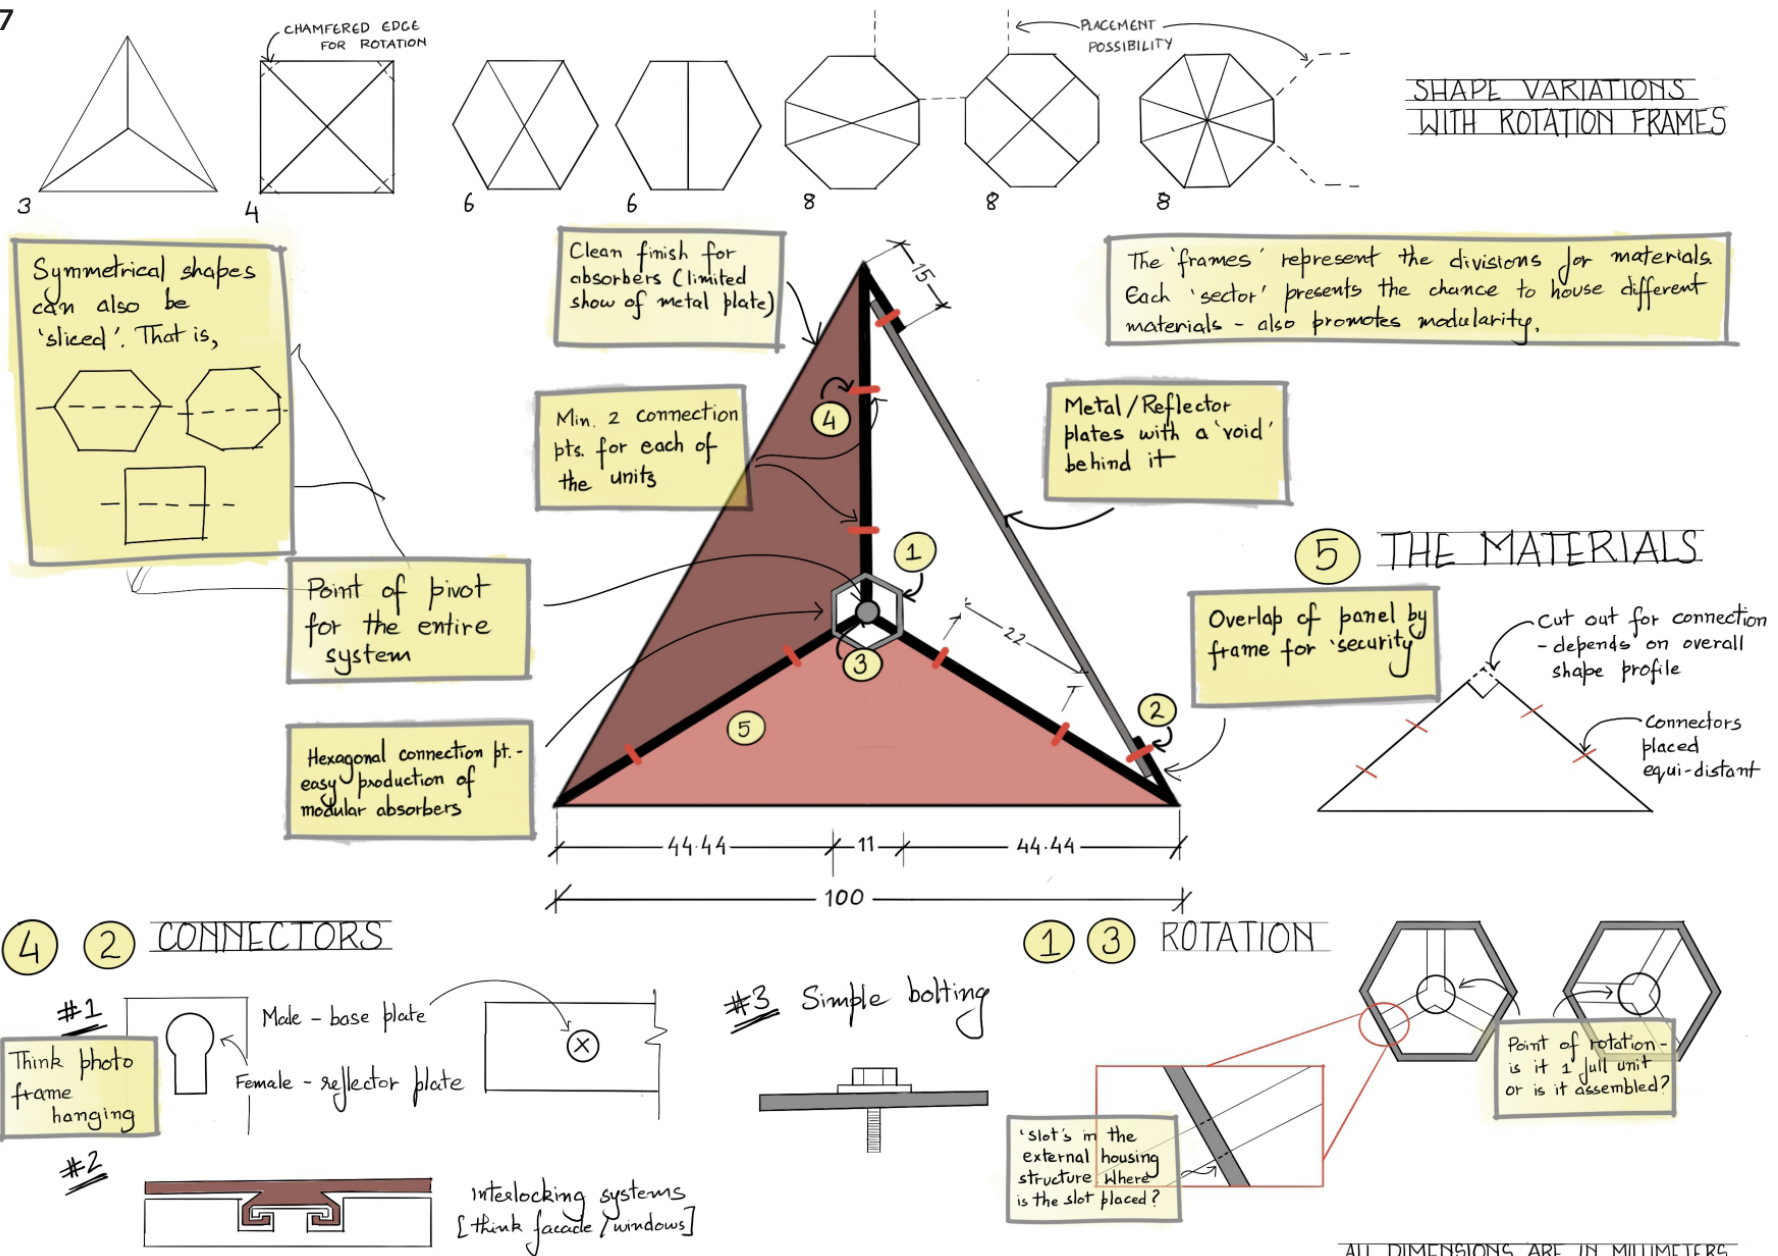 7
CHAMFERED EDGE
FOR ROTATION
PLACEMENT
POSSIBILITY
SHAPE VARIATIONS
WITH ROTATION FRAMES
3
4
6
6
8
8
8
Symmetrical shapes
can also be
'sliced'. That is,
Clean finish for
absorbers (limited
show of metal plate)
15
The 'frames' represent the divisions for materials.
Each 'sector' presents the chance to house different
materials - also promotes modularity.
Min. 2 connection
pts. for each of
the units
4
Metal/Reflector
plates with a 'void'
behind it
1
Point of pivot
for the entire
system
3
22
5
THE MATERIALS
Overlap of panel by
frame for 'security
Cut out for connection
- depends on overall
shape profile
Connectors
placed
equi-distant
2
5
Hexagonal connection pt. -
easy production of
modular absorbers
44.44
11
44.44
100
4 2 CONNECTORS
#1
Think photo
frame
hanging
Male - base plate
Female - reflector plate
X
#2
Interlocking systems
[think facade/windows]
#3 Simple bolting
1 3 ROTATION
Point of rotation -
is it 1 full unit
or is it assembled?
'slot's in the
external housing
structure Where
is the slot placed?
ALL DIMENSIONS ARE IN MILLIMETERS